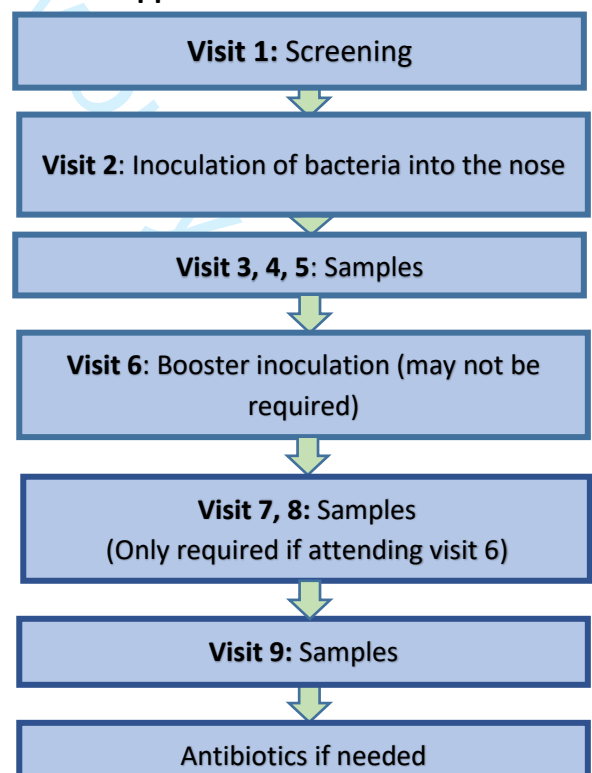 Visit 1: Screening
Visit 2: Inoculation of bacteria into the nose
Visit 3, 4, 5: Samples
Visit 6: Booster inoculation (may not be
required)
Visit 7, 8: Samples
(Only required if attending visit 6)
Visit 9: Samples
Antibiotics if needed